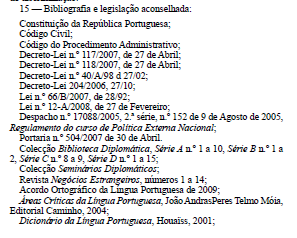 15 — Bibliografia e legislação aconselhada:
Constituição da República Portuguesa;
Código Civil;
Código do Procedimento Administrativo;
Decreto-Lei n.º 117/2007, de 27 de Abril;
Decreto-Lei n.º 118/2007, de 27 de Abril;
Decreto-Lei n.º 40/A/98 d 27/02;
Decreto-Lei 204/2006, 27/10;
Lei n.º 66/B/2007, de 28/92;
Lei n.º 12-A/2008, de 27 de Fevereiro;
Despacho n.º 17088/2005, 2.ª série, n.º 152 de 9 de Agosto de 2005,
Regulamento do curso de Política Externa Nacional;
Portaria n.º 504/2007 de 30 de Abril.
Colecção Biblioteca Diplomática, Série A n.º 1 a 10, Série B n.º 1 a
2, Série C n.º 8 a 9, Série D n.º 1 a 15;
Colecção Seminários Diplomáticos;
Revista Negócios Estrangeiros, números 1 a 14;
Acordo Ortográfico da Língua Portuguesa de 2009;
Áreas Críticas da Língua Portuguesa, João AndrasPeres Telmo Móia,
Editorial Caminho, 2004;
Dicionário da Língua Portuguesa, Houaiss, 2001;